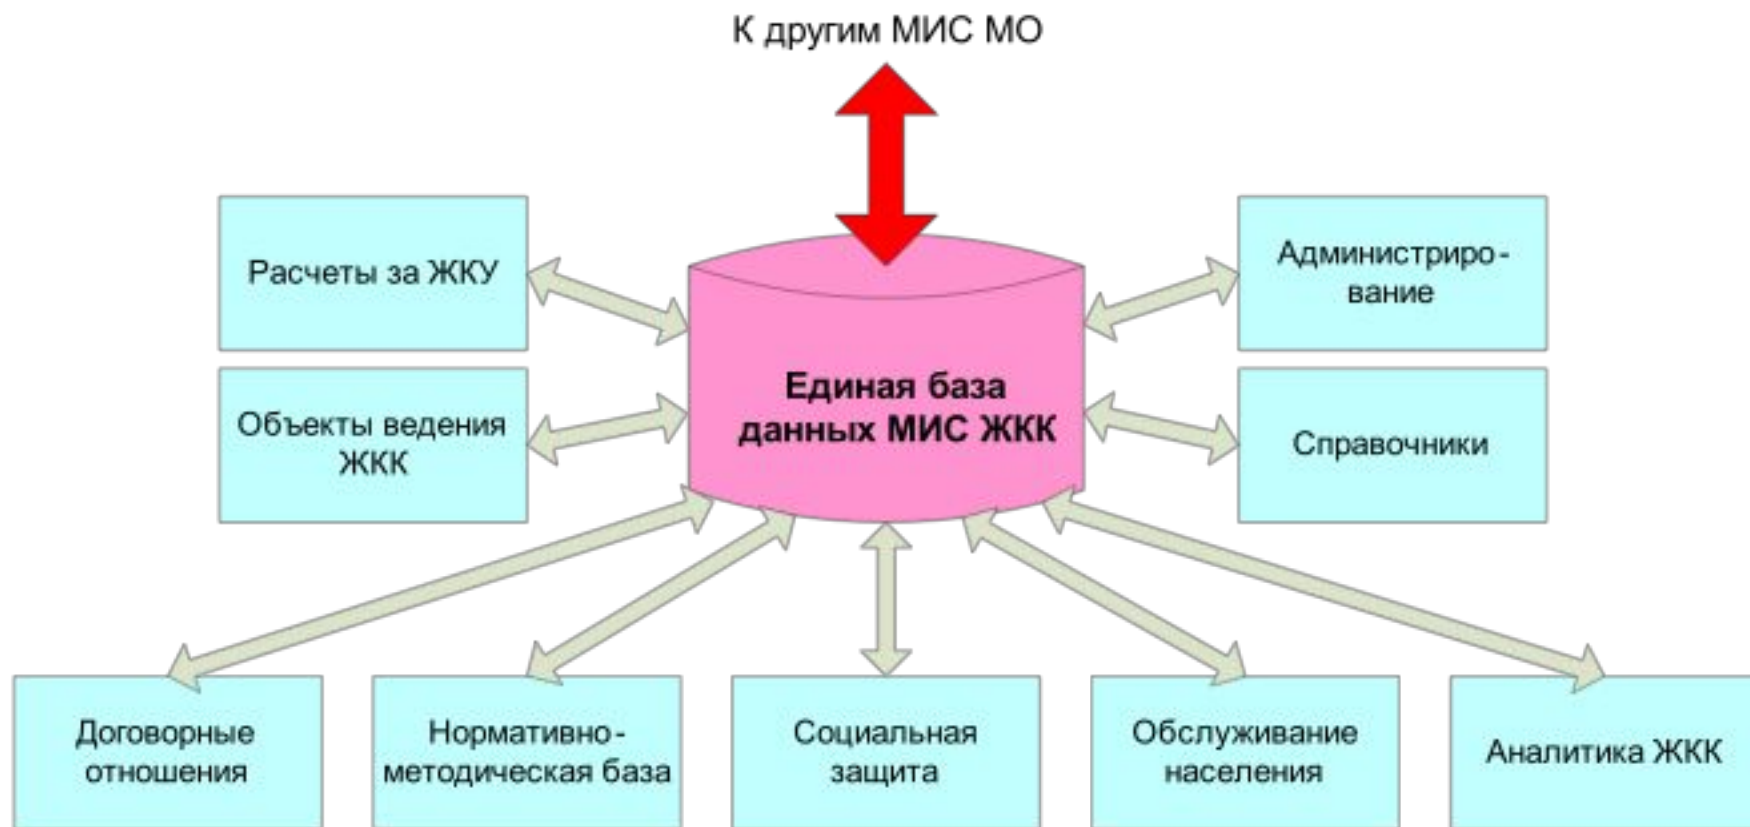 К другим МИС МО
Расчеты за ЖКУ
Администриро-
вание
Единая база
данных МИС ЖКК
Объекты ведения
ЖКК
Справочники
Договорные
отношения
Нормативно-
методическая база
Социальная
защита
Обслуживание
населения
Аналитика ЖКК